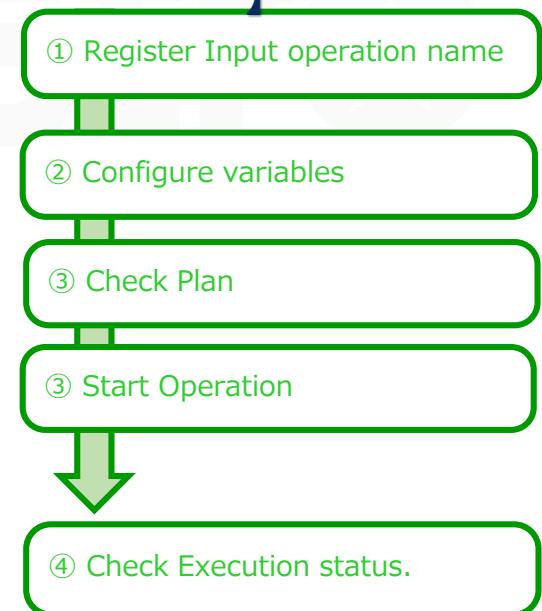 ① Register Input operation name
② Configure variables
③ Check Plan
③ Start Operation
④ Check Execution status.